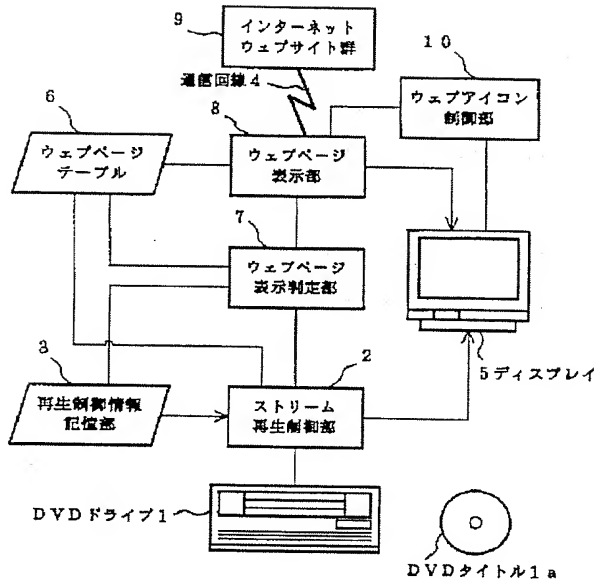 9
インターネット
ウェブサイト群
通信回線4
10
ウェブアイコン
制御部
6
ウェブページ
テーブル
8
ウェブページ
表示部
7
ウェブページ
表示判定部
5ディスプレイ
3
再生制御情報
記憶部
2
ストリーム
再生制御部
DVDドライブ1
DVDタイトル1a